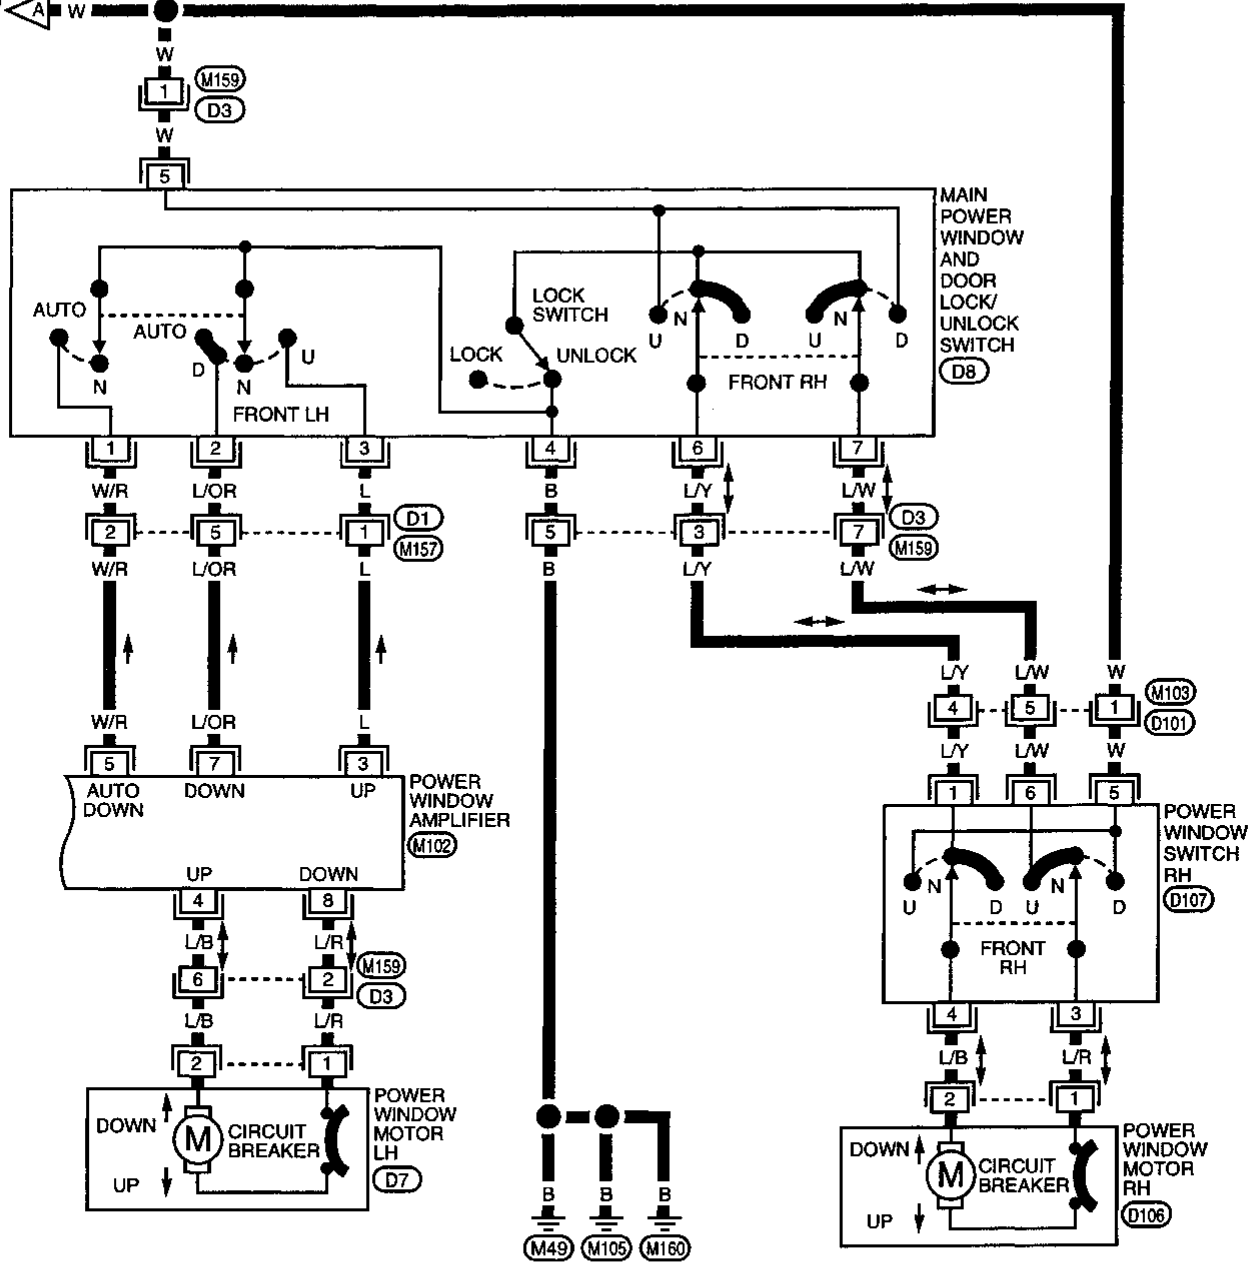 A W
W
1 M159
D3
W
5
MAIN
POWER
WINDOW
AND
DOOR
LOCK/
UNLOCK
SWITCH
D8
AUTO
AUTO
N
D
N
U
FRONT LH
LOCK
SWITCH
LOCK
UNLOCK
U
N
D
U
N
D
FRONT RH
1 2 3 4 6 7
W/R L/OR L B L/Y L/W
2 5 1 D1 5 3 7 D3
M157 M159
W/R L/OR L B L/Y L/W
L/Y L/W W
4 5 1 M103
D101
L/Y L/W W
W/R L/OR L
5 7 3
AUTO
DOWN
DOWN
UP
POWER
WINDOW
AMPLIFIER
M102
UP DOWN
4 8
L/B L/R
6 2 M159
D3
L/B L/R
2 1
DOWN
UP
M
CIRCUIT
BREAKER
POWER
WINDOW
MOTOR
LH
D7
B B B
M49 M105 M160
1 6 5
POWER
WINDOW
SWITCH
RH
D107
U
N
D
U
N
D
FRONT
RH
4 3
L/B L/R
2 1
DOWN
UP
M
CIRCUIT
BREAKER
POWER
WINDOW
MOTOR
RH
D106